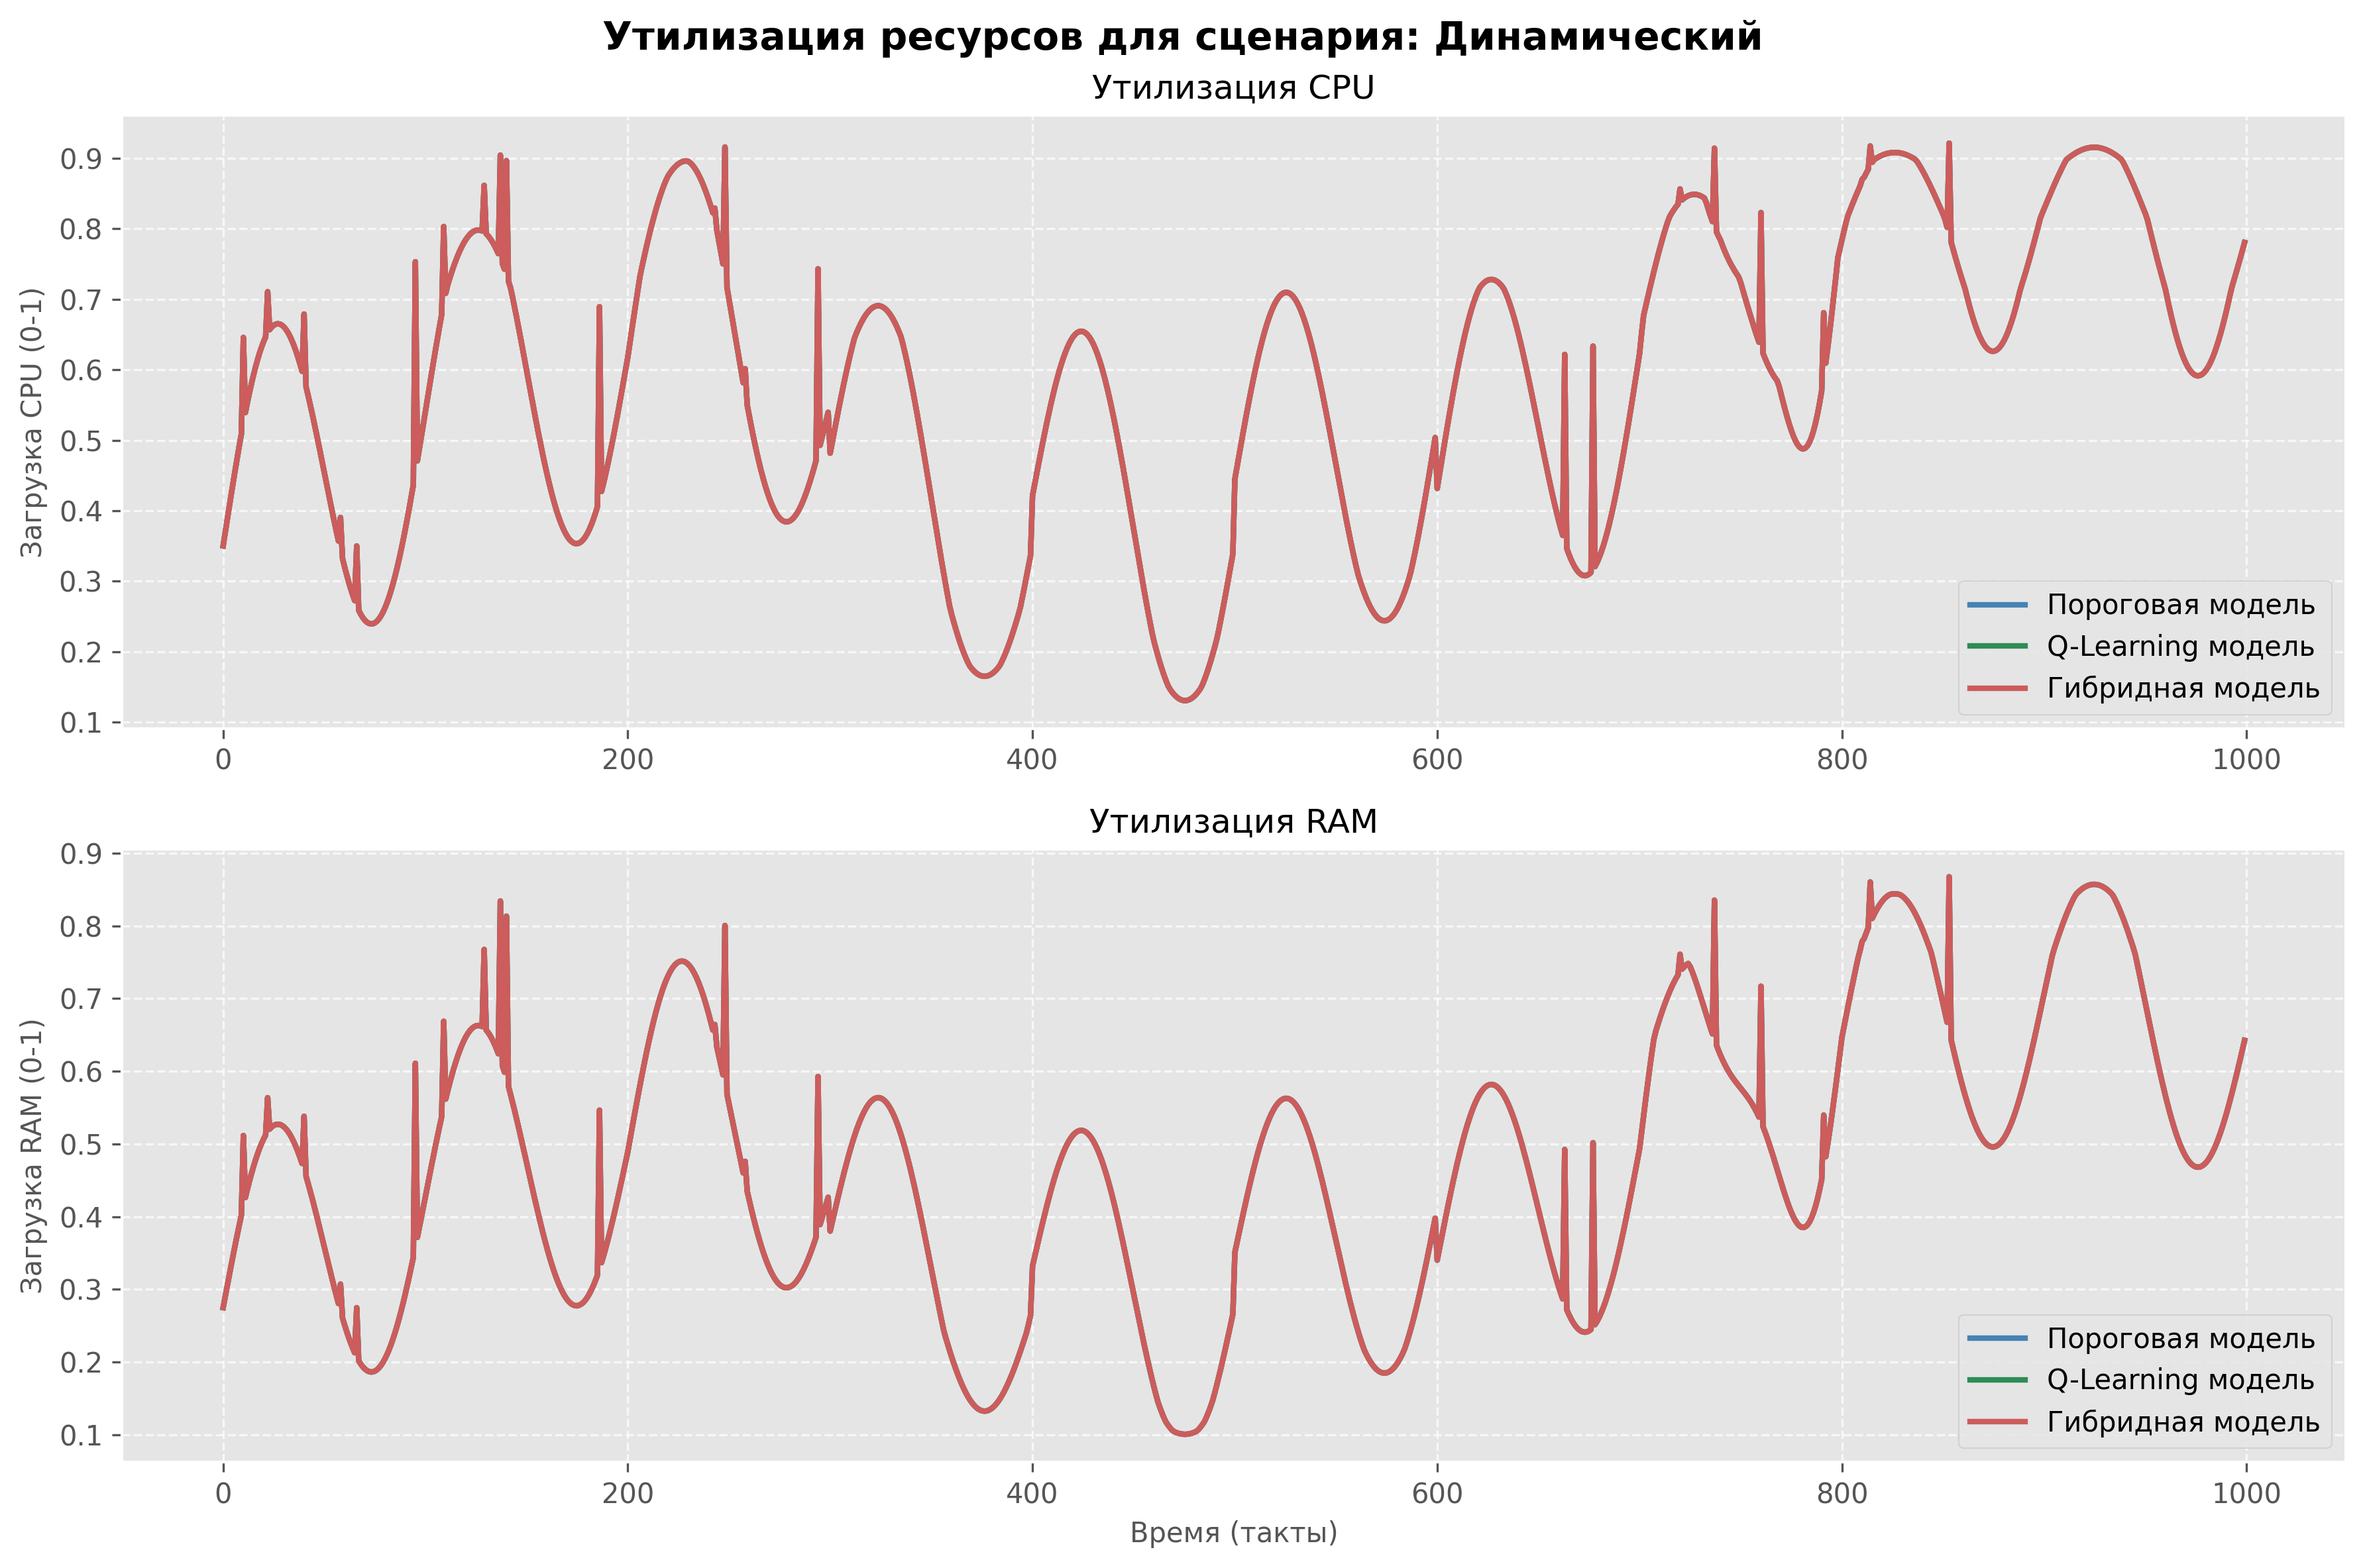 Утилизация ресурсов для сценария: Динамический
Утилизация CPU
Загрузка CPU (0-1)
0.9
0.8
0.7
0.6
0.5
0.4
0.3
0.2
0.1
0 200 400 600 800 1000
Пороговая модель
Q-Learning модель
Гибридная модель
Утилизация RAM
Загрузка RAM (0-1)
0.9
0.8
0.7
0.6
0.5
0.4
0.3
0.2
0.1
0 200 400 600 800 1000
Пороговая модель
Q-Learning модель
Гибридная модель
Время (такты)